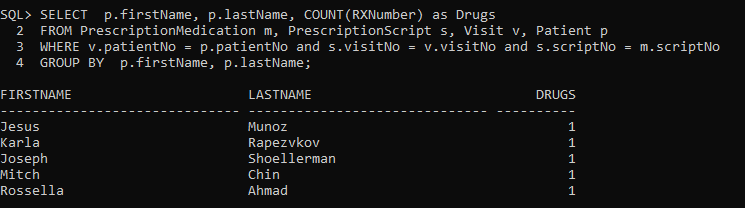 SQL> SELECT  p.firstName, p.lastName, COUNT(RXNumber) as Drugs
  2  FROM PrescriptionMedication m, PrescriptionScript s, Visit v, Patient p
  3  WHERE v.patientNo = p.patientNo and s.visitNo = v.visitNo and s.scriptNo = m.scriptNo
  4  GROUP BY  p.firstName, p.lastName;
FIRSTNAME                      LASTNAME                            DRUGS
------------------------------ ------------------------------ ----------
Jesus                          Munoz                                   1
Karla                          Rapezvkov                               1
Joseph                         Shoellerman                             1
Mitch                          Chin                                    1
Rossella                       Ahmad                                   1